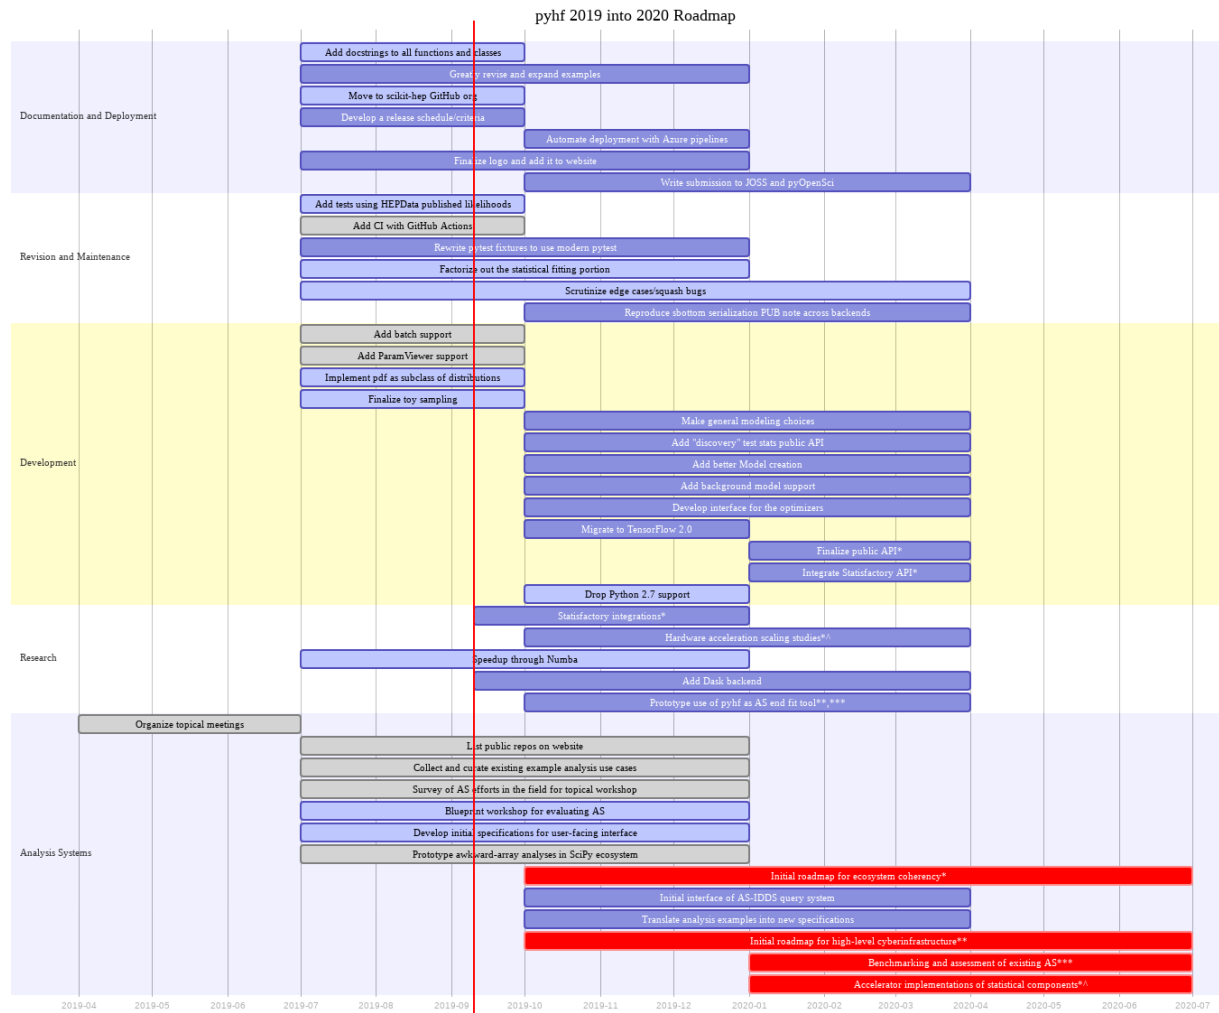 pyhf 2019 into 2020 Roadmap
Documentation and Deployment
Add docstrings to all functions and classes
Greatly revise and expand examples
Move to scikit-hep GitHub org
Develop a release schedule/criteria
Automate deployment with Azure pipelines
Finalize logo and add it to website
Write submission to JOSS and pyOpenSci
Revision and Maintenance
Add tests using HEPData published likelihoods
Add CI with GitHub Actions
Rewrite pytest fixtures to use modern pytest
Factorize out the statistical fitting portion
Scrutinize edge cases/squash bugs
Reproduce sbottom serialization PUB note across backends
Development
Add batch support
Add ParamViewer support
Implement pdf as subclass of distributions
Finalize toy sampling
Make general modeling choices
Add "discovery" test stats public API
Add better Model creation
Add background model support
Develop interface for the optimizers
Migrate to TensorFlow 2.0
Finalize public API*
Integrate Statisfactory API*
Drop Python 2.7 support
Research
Statisfactory integrations*
Hardware acceleration scaling studies*^
Speedup through Numba
Add Dask backend
Prototype use of pyhf as AS end fit tool**,***
Analysis Systems
Organize topical meetings
List public repos on website
Collect and curate existing example analysis use cases
Survey of AS efforts in the field for topical workshop
Blueprint workshop for evaluating AS
Develop initial specifications for user-facing interface
Prototype awkward-array analyses in SciPy ecosystem
Initial roadmap for ecosystem coherency*
Initial interface of AS-IDDS query system
Translate analysis examples into new specifications
Initial roadmap for high-level cyberinfrastructure**
Benchmarking and assessment of existing AS***
Accelerator implementations of statistical components*^
2019-04 2019-05 2019-06 2019-07 2019-08 2019-09 2019-10 2019-11 2019-12 2020-01 2020-02 2020-03 2020-04 2020-05 2020-06 2020-07